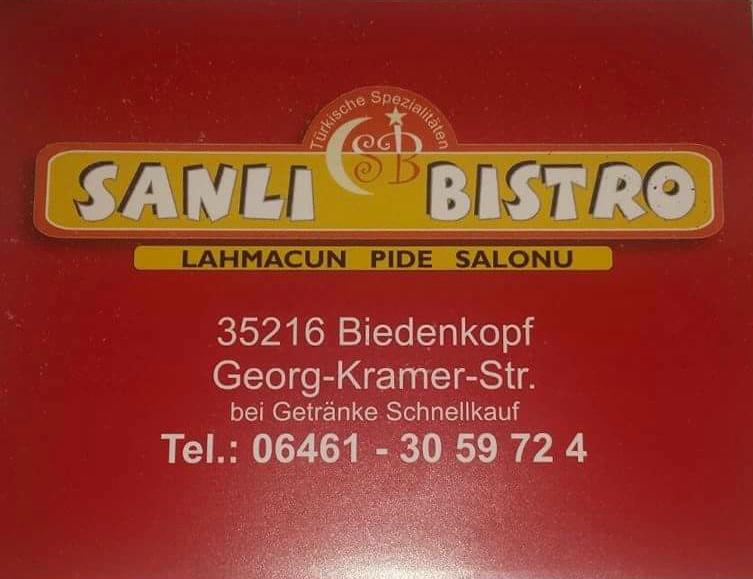 Türkische Spezialitäten
SB
SANLI BISTRO
LAHMACUN PIDE SALONU
35216 Biedenkopf
Georg-Kramer-Str.
bei Getränke Schnellkauf
Tel.: 06461 - 30 59 72 4